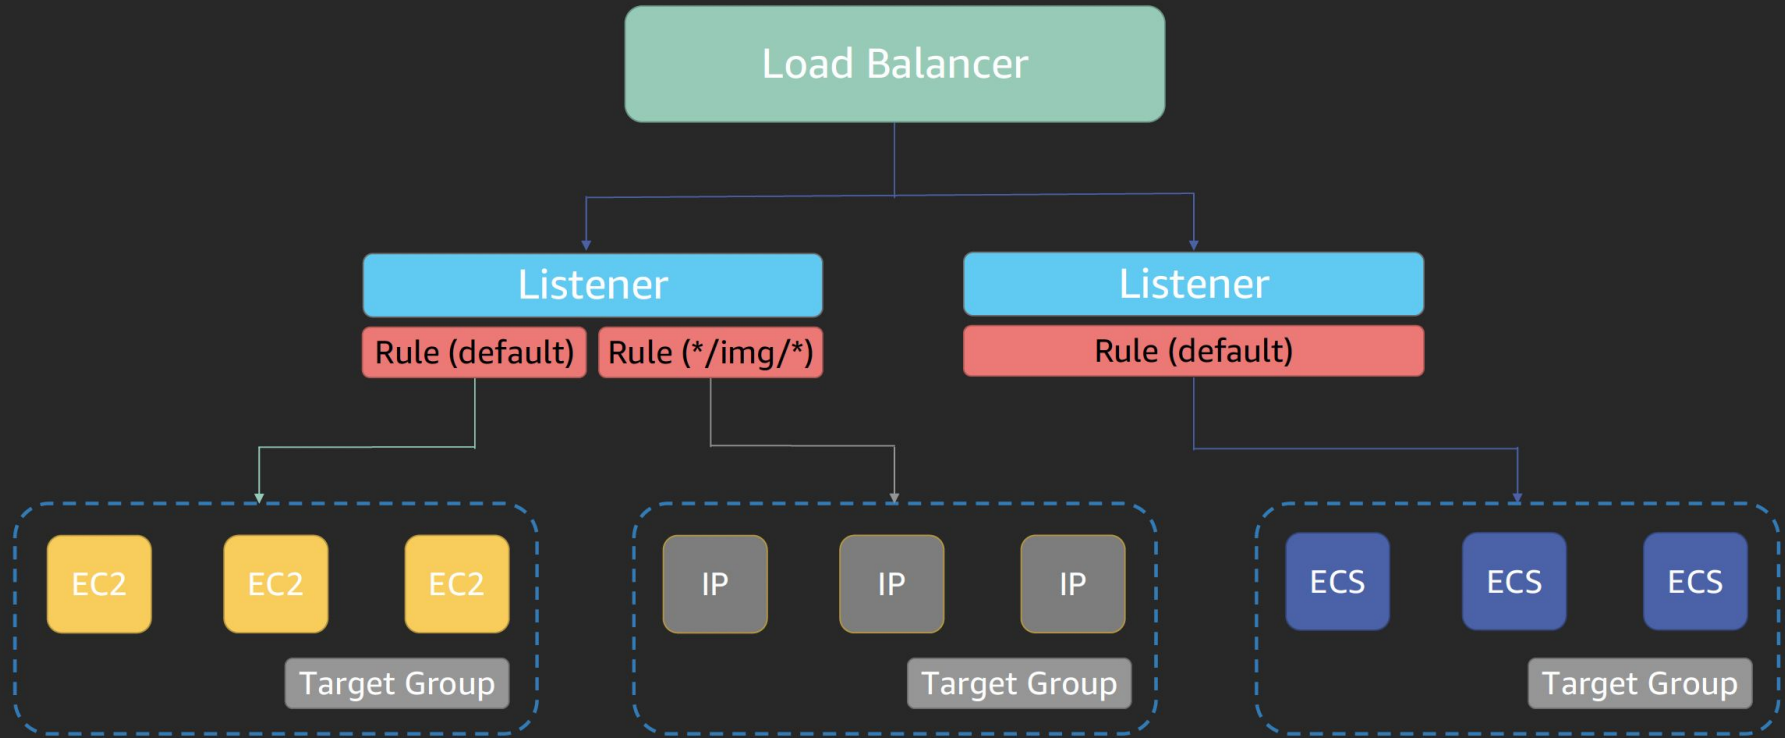 Load Balancer
Listener
Listener
Rule (default)
Rule (*/img/*)
Rule (default)
EC2
EC2
EC2
Target Group
IP
IP
IP
Target Group
ECS
ECS
ECS
Target Group